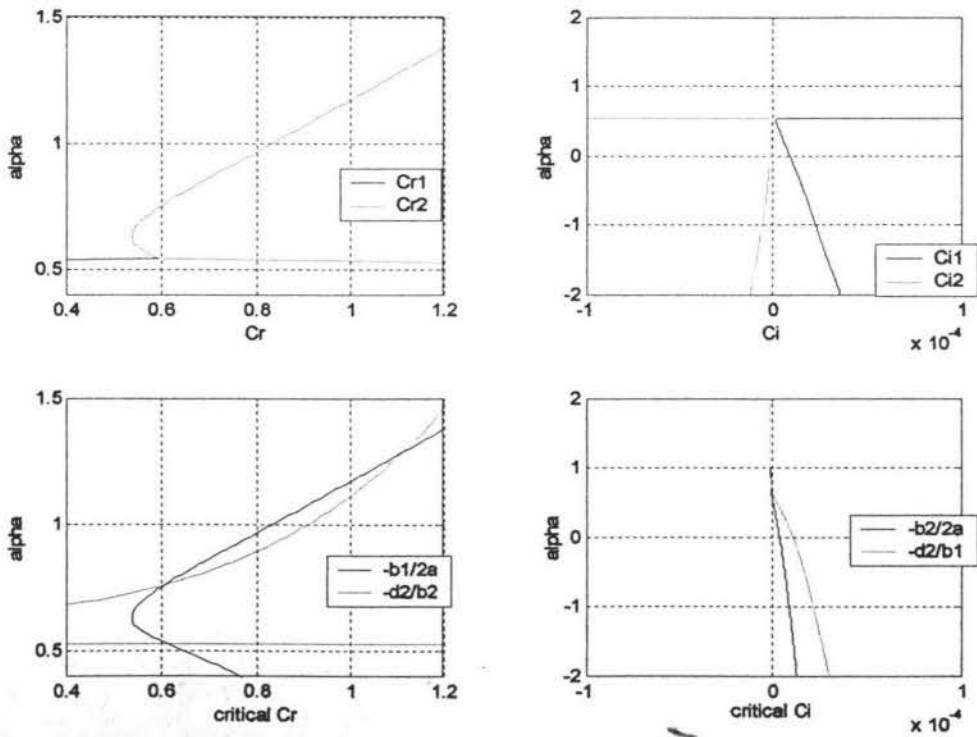 1.5
1
0.5
alpha
Cr1
Cr2
0.4 0.6 0.8 1 1.2
Cr
2
1
0
-1
-2
alpha
Ci1
Ci2
-1 0 1
Ci
x 10-4
1.5
1
0.5
alpha
-b1/2a
-d2/b2
0.4 0.6 0.8 1 1.2
critical Cr
2
1
0
-1
-2
alpha
-b2/2a
-d2/b1
-1 0 1
critical Ci
x 10-4